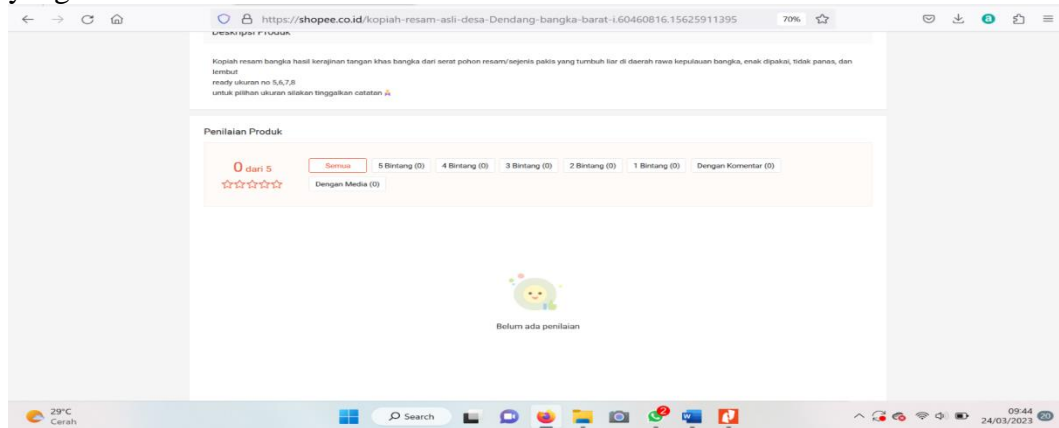 https://shopee.co.id/kopiah-resam-asli-desa-Dendang-bangka-barat-i.60460816.15625911395
70%
Deskripsi Produk
Kopiah resam bangka hasil kerajinan tangan khas bangka dari serat pohon resam/sejenis pakis yang tumbuh liar di daerah rawa kepulauan bangka, enak dipakai, tidak panas, dan
lembut
ready ukuran no 5,6,7,8
untuk pilihan ukuran silakan tinggalkan catatan
Penilaian Produk
0 dari 5
Semua
5 Bintang (0)
4 Bintang (0)
3 Bintang (0)
2 Bintang (0)
1 Bintang (0)
Dengan Komentar (0)
Dengan Media (0)
Belum ada penilaian
29°C
Cerah
Search
2
09:44
24/03/2023
20